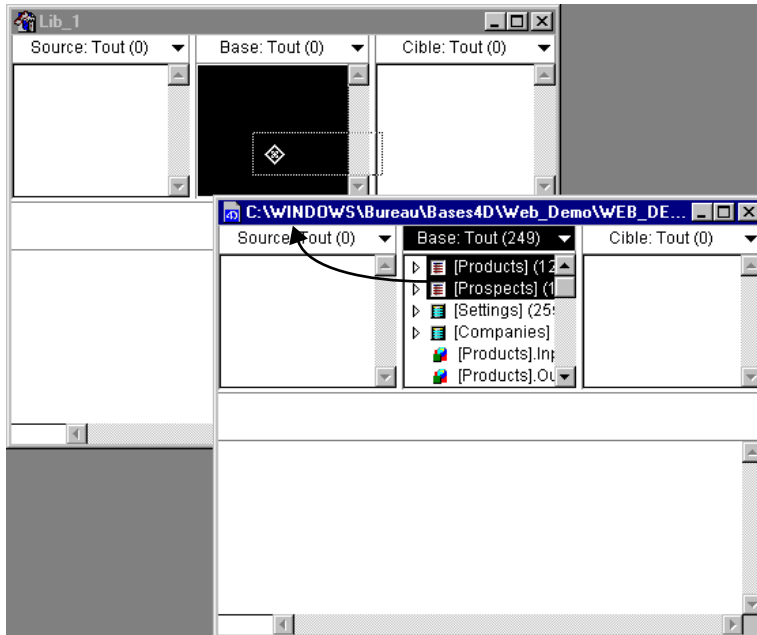 Lib_1
Source: Tout (0) Base: Tout (0) Cible: Tout (0)
C:\WINDOWS\Bureau\Bases4D\Web_Demo\WEB_DE...
Source: Tout (0) Base: Tout (249) Cible: Tout (0)
[Products] (12
[Prospects] (1
[Settings] (25
[Companies]
[Products].Inp
[Products].Ou